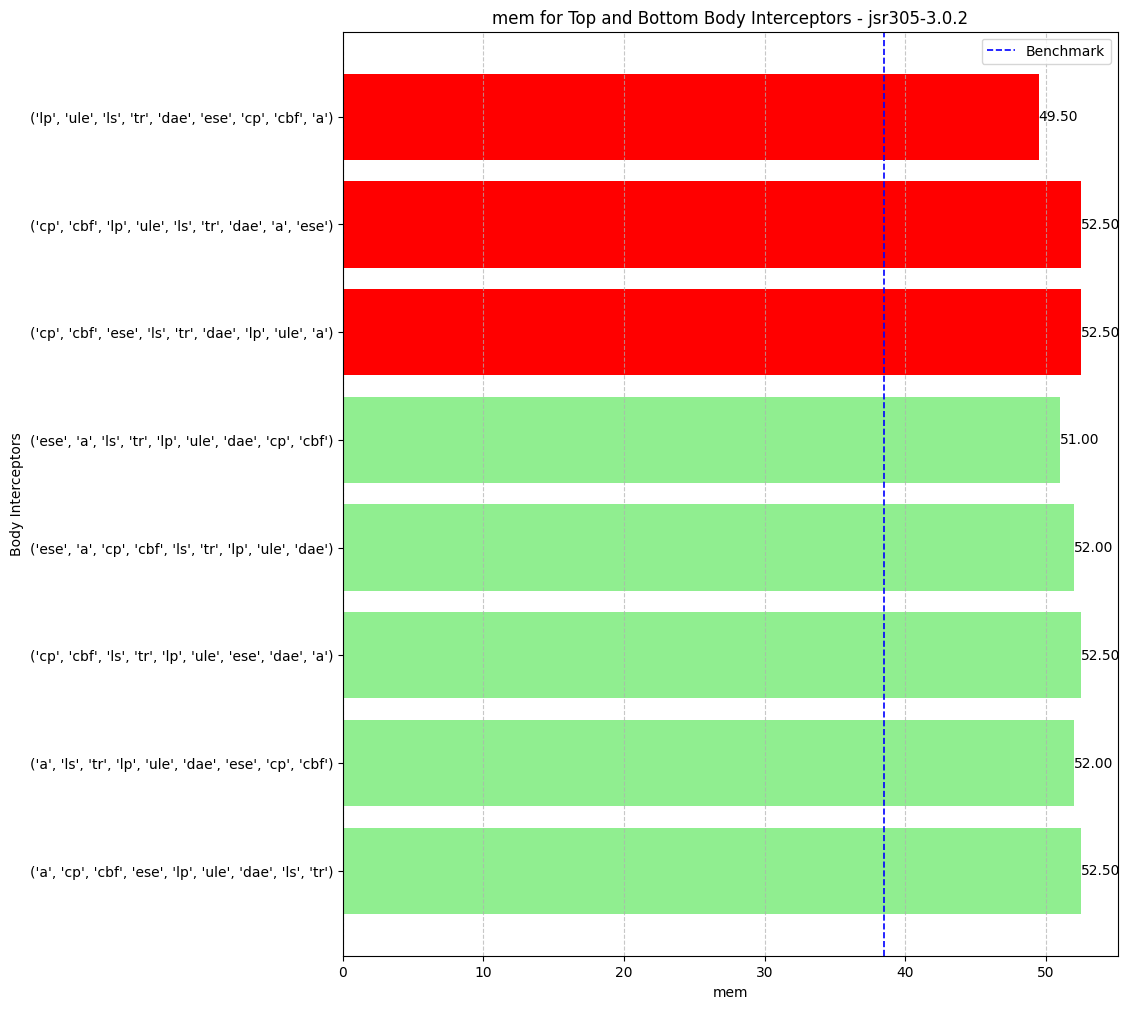 mem for Top and Bottom Body Interceptors - jsr305-3.0.2
Benchmark
('lp', 'ule', 'ls', 'tr', 'dae', 'ese', 'cp', 'cbf', 'a')
49.50
('cp', 'cbf', 'lp', 'ule', 'ls', 'tr', 'dae', 'a', 'ese')
52.50
('cp', 'cbf', 'ese', 'ls', 'tr', 'dae', 'lp', 'ule', 'a')
52.50
('ese', 'a', 'ls', 'tr', 'lp', 'ule', 'dae', 'cp', 'cbf')
51.00
('ese', 'a', 'cp', 'cbf', 'ls', 'tr', 'lp', 'ule', 'dae')
52.00
('cp', 'cbf', 'ls', 'tr', 'lp', 'ule', 'ese', 'dae', 'a')
52.50
('a', 'ls', 'tr', 'lp', 'ule', 'dae', 'ese', 'cp', 'cbf')
52.00
('a', 'cp', 'cbf', 'ese', 'lp', 'ule', 'dae', 'ls', 'tr')
52.50
Body Interceptors
0 10 20 30 40 50
mem